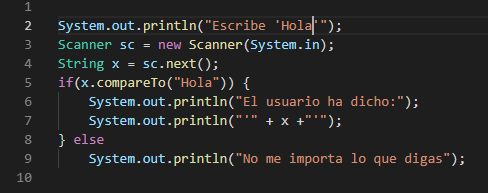 1
2 System.out.println("Escribe 'Hola'");
3 Scanner sc = new Scanner(System.in);
4 String x = sc.next();
5 if(x.compareTo("Hola")) {
6 System.out.println("El usuario ha dicho:");
7 System.out.println("'" + x +"'");
8 } else
9 System.out.println("No me importa lo que digas");
10